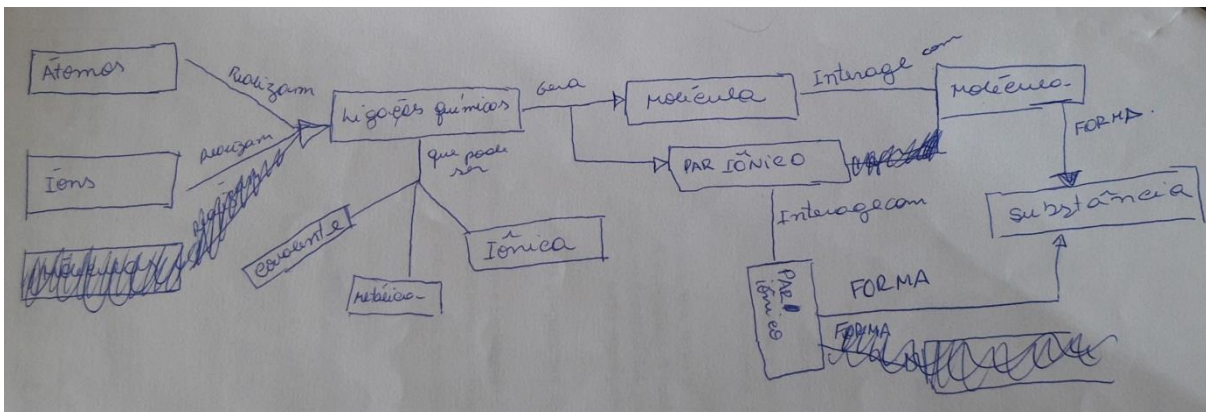 Átomos
Realizam
Íons
Realizam
Ligações químicas
que pode
ser
covalente
metálica
Iônica
Gera
Molécula
Interage com
Molécula
FORMA
PAR IÔNICO
Interage com
PAR
iônico
FORMA
FORMA
Substância